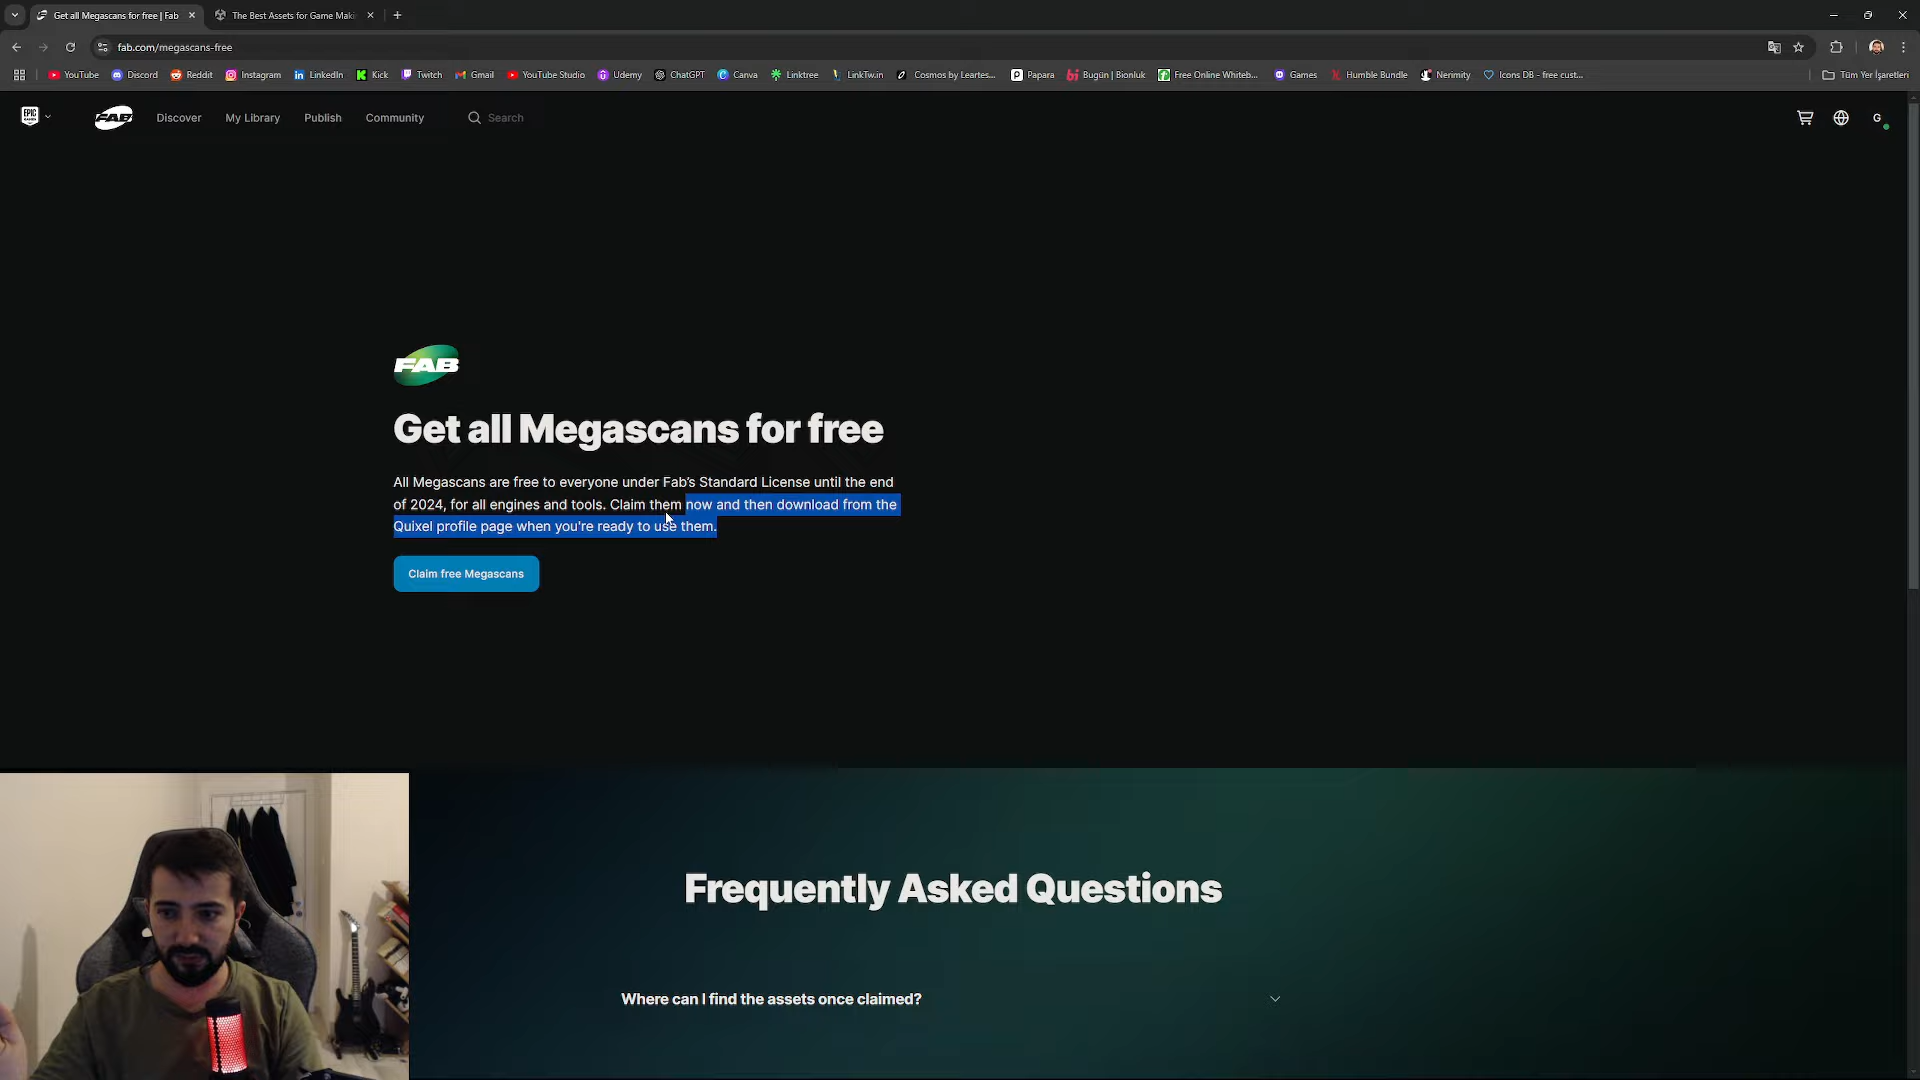 Get all Megascans for free | Fab
The Best Assets for Game Maki
fab.com/megascans-free
YouTube
Discord
Reddit
Instagram
LinkedIn
Kick
Twitch
Gmail
YouTube Studio
Udemy
ChatGPT
Canva
Linktree
LinkTwin
Cosmos by Leartes...
Papara
Bugün | Bionluk
Free Online Whiteb...
Games
Humble Bundle
Nerimity
Icons DB - free cust...
Tüm Yer İşaretleri
EPIC GAMES
FAB
Discover
My Library
Publish
Community
Search
G
FAB
Get all Megascans for free
All Megascans are free to everyone under Fab's Standard License until the end
of 2024, for all engines and tools. Claim them now and then download from the
Quixel profile page when you're ready to use them.
Claim free Megascans
Frequently Asked Questions
Where can I find the assets once claimed?